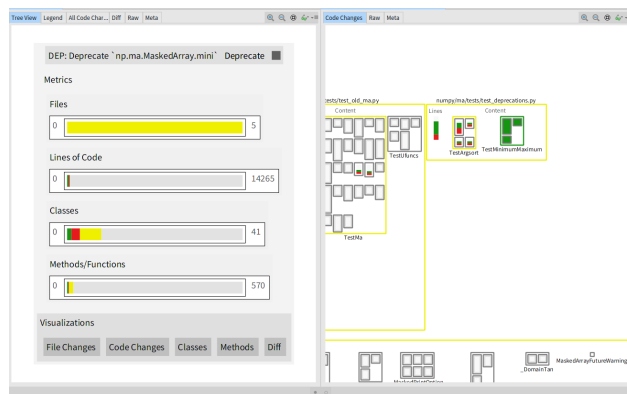 Tree View Legend All Code Char... Diff Raw Meta
DEP: Deprecate `np.ma.MaskedArray.mini` Deprecate
Metrics
Files
0 5
Lines of Code
0 14265
Classes
0 41
Methods/Functions
0 570
Visualizations
File Changes Code Changes Classes Methods Diff
Code Changes Raw Meta
tests/test_old_ma.py numpy/ma/tests/test_deprecations.py
Content Lines Content
TestUfuncs TestArgsort TestMinimumMaximum
TestMa
MaskedArrayFutureWarning
_DomainTan
MaskedPrintOption